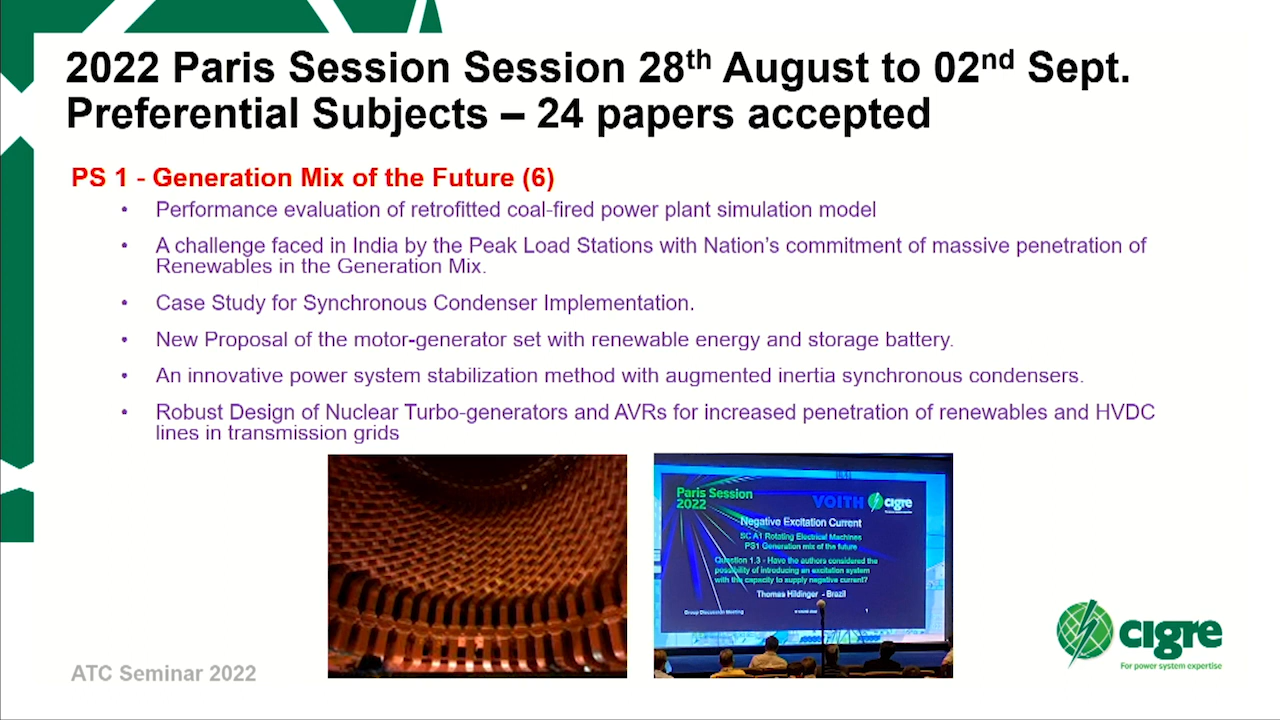 2022 Paris Session Session 28th August to 02nd Sept.
Preferential Subjects – 24 papers accepted
PS 1 - Generation Mix of the Future (6)
• Performance evaluation of retrofitted coal-fired power plant simulation model
• A challenge faced in India by the Peak Load Stations with Nation’s commitment of massive penetration of
Renewables in the Generation Mix.
• Case Study for Synchronous Condenser Implementation.
• New Proposal of the motor-generator set with renewable energy and storage battery.
• An innovative power system stabilization method with augmented inertia synchronous condensers.
• Robust Design of Nuclear Turbo-generators and AVRs for increased penetration of renewables and HVDC
lines in transmission grids
Paris Session
2022
VOITH
cigre
Negative Excitation Current
SC A1 Rotating Electrical Machines
PS1 Generation mix of the future
Question 1.3 - Have the authors considered the
possibility of introducing an excitation system
with the capacity to supply negative current?
Thomas Hildinger - Brazil
Group Discussion Meeting
1
cigre
For power system expertise
ATC Seminar 2022